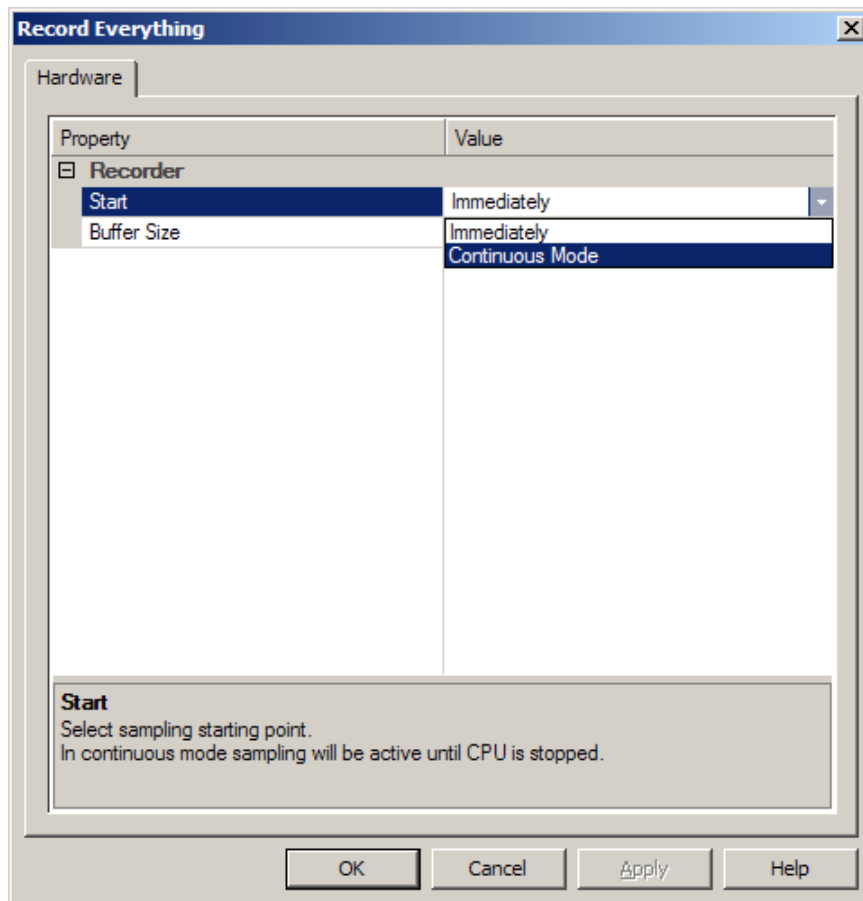 Record Everything
Hardware
Property Value
Recorder
Start Immediately
Buffer Size Immediately
Continuous Mode
Start
Select sampling starting point.
In continuous mode sampling will be active until CPU is stopped.
OK Cancel Apply Help